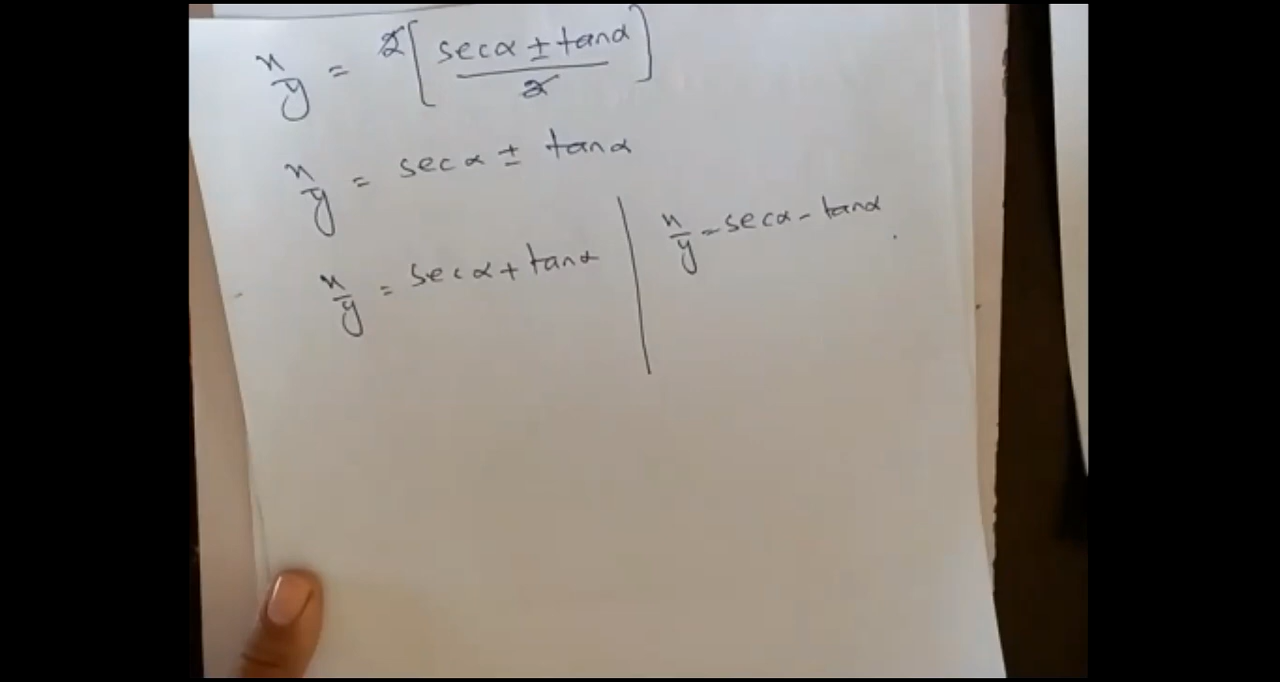 x/y = 2[(secα ± tanα)/2]
x/y = secα ± tanα
x/y = secα + tanα | x/y = secα - tanα